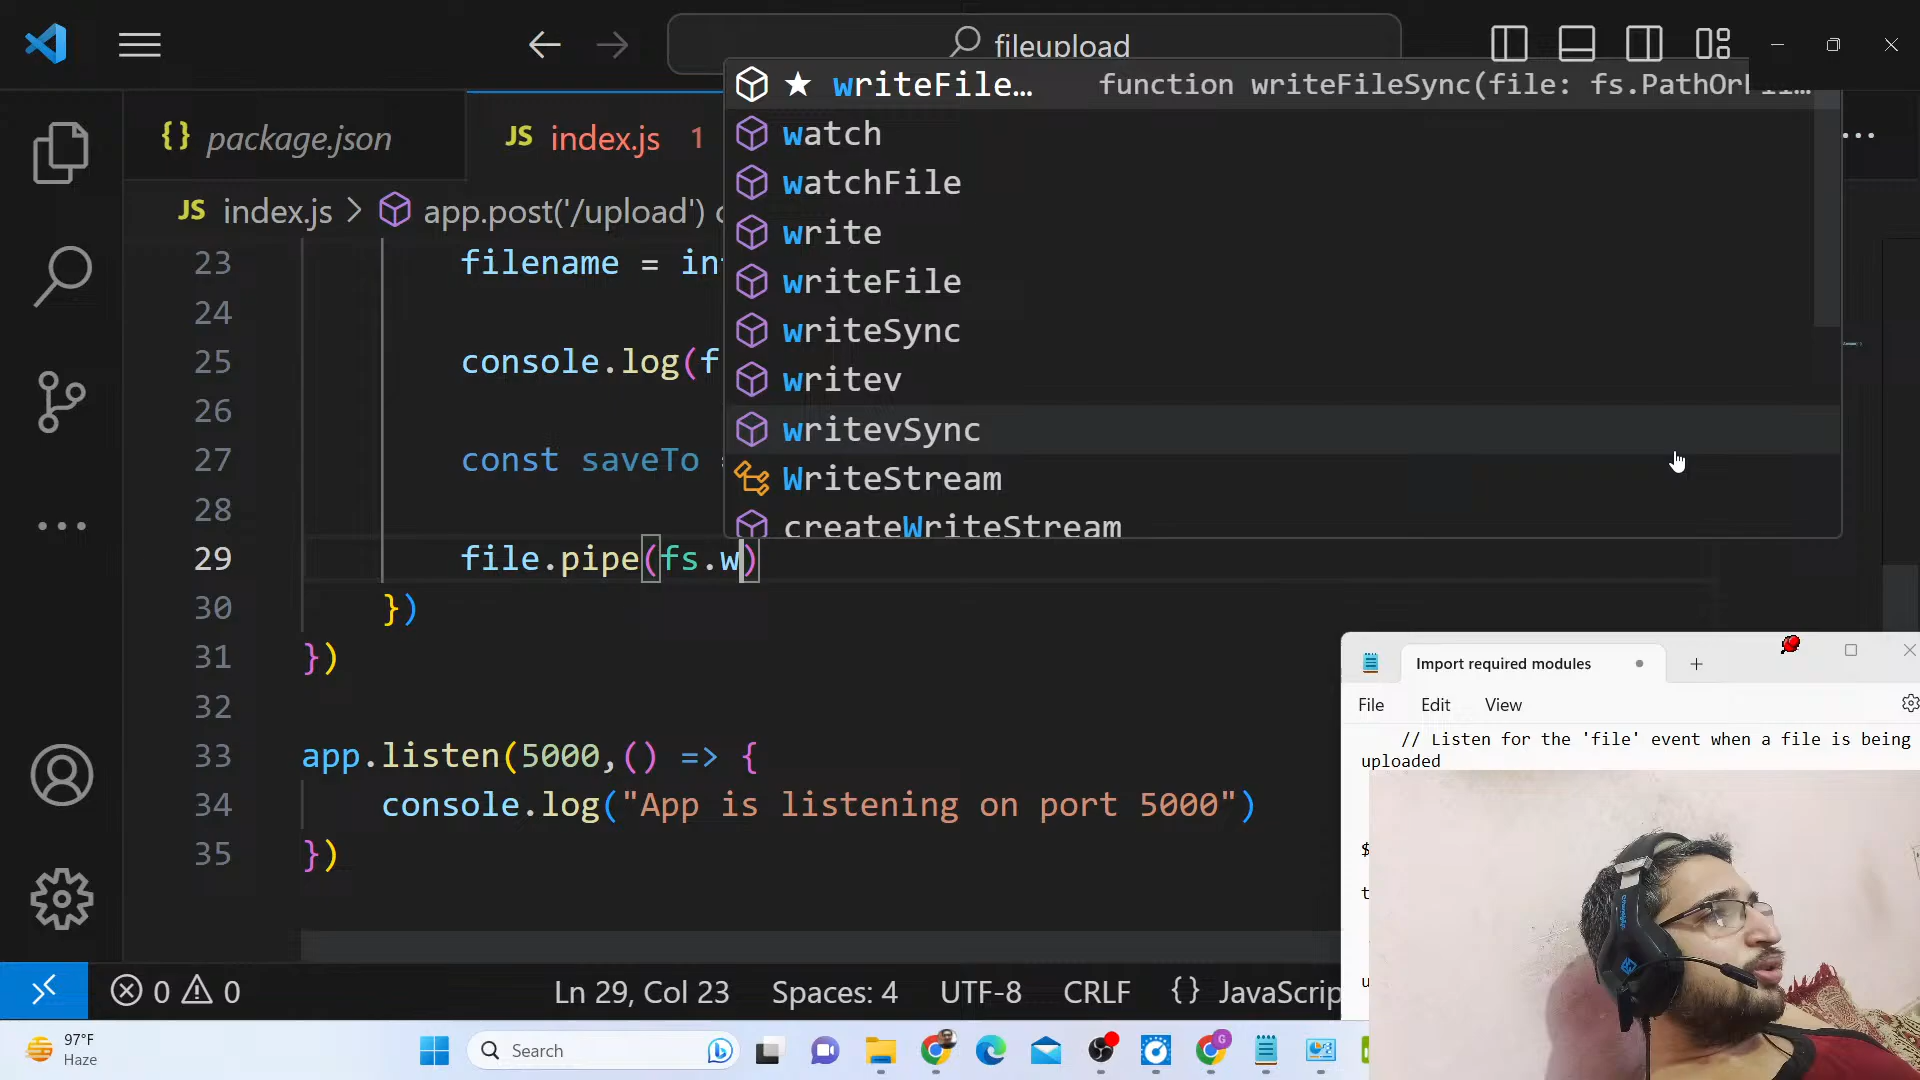 fileupload
package.json
JS index.js 1
JS index.js > app.post('/upload')
★ writeFile… function writeFileSync(file: fs.PathOrFil…
watch
watchFile
write
writeFile
writeSync
writev
writevSync
WriteStream
createWriteStream
23 filename = in
24
25 console.log(f
26
27 const saveTo =
28
29 file.pipe(fs.w)
30 })
31 })
32
33 app.listen(5000,() => {
34 console.log("App is listening on port 5000")
35 })
Import required modules
File Edit View
// Listen for the 'file' event when a file is being
uploaded
$
t
u
0 0 Ln 29, Col 23 Spaces: 4 UTF-8 CRLF {} JavaScrip
97°F
Haze
Search